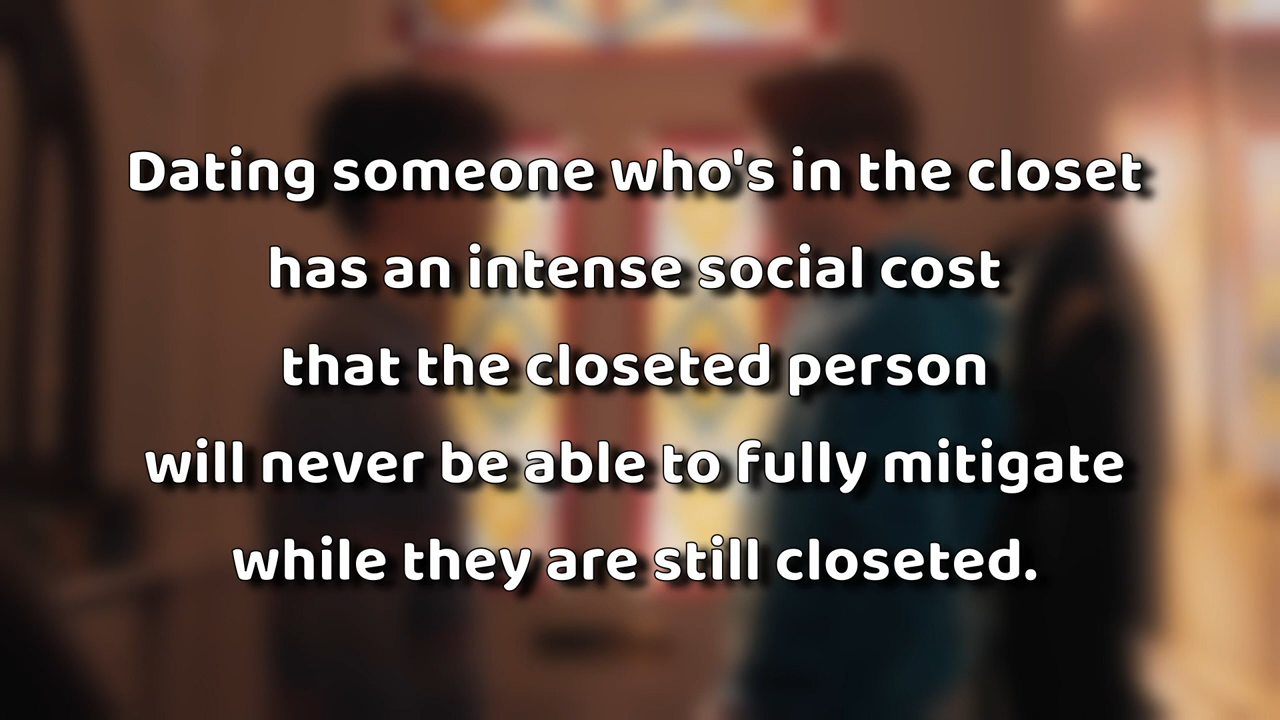 Dating someone who's in the closet
has an intense social cost
that the closeted person
will never be able to fully mitigate
while they are still closeted.